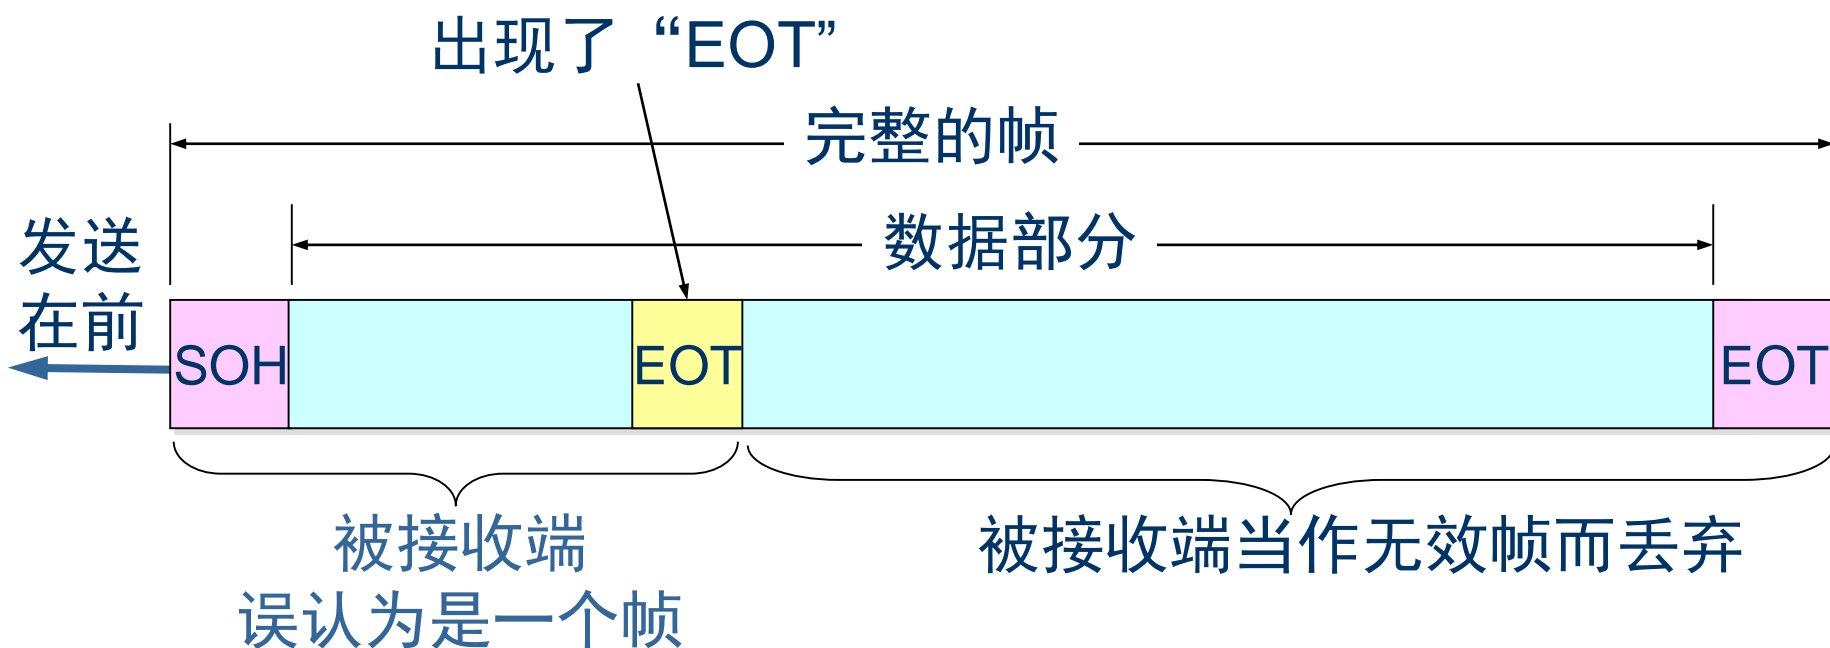 出现了“EOT”
完整的帧
数据部分
发送
在前
SOH
EOT
EOT
被接收端
误认为是一个帧
被接收端当作无效帧而丢弃